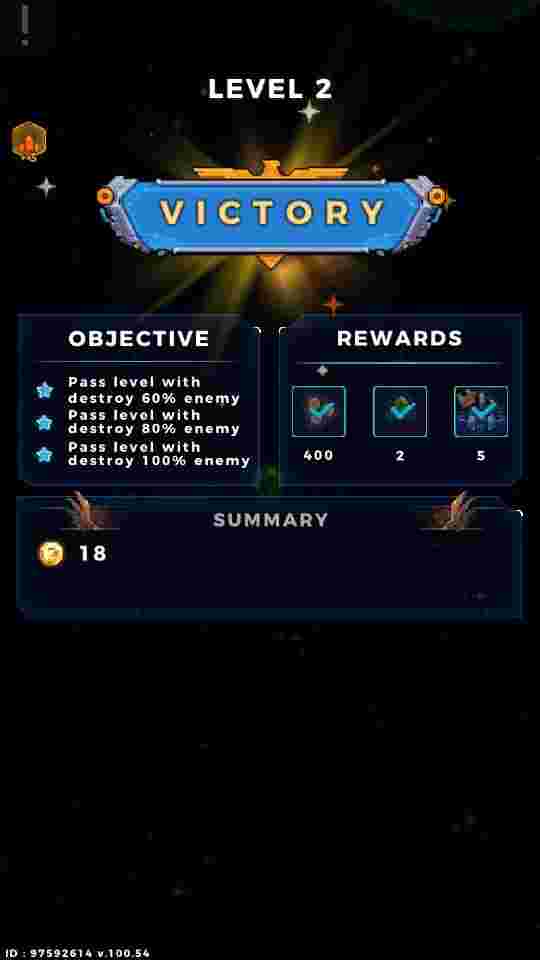 LEVEL 2
VICTORY
OBJECTIVE
Pass level with
destroy 60% enemy
Pass level with
destroy 80% enemy
Pass level with
destroy 100% enemy
REWARDS
400 2 5
SUMMARY
18
ID : 97592614 v.100.54